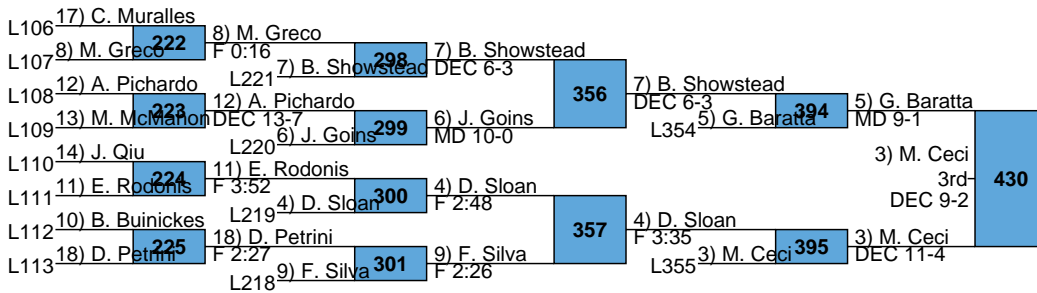 L106 17) C. Muralles
L107 8) M. Greco
222
8) M. Greco
F 0:16
L221 7) B. Showstead
298
7) B. Showstead
DEC 6-3
L108 12) A. Pichardo
L109 13) M. McMahon
223
12) A. Pichardo
DEC 13-7
L220 6) J. Goins
299
6) J. Goins
MD 10-0
356
7) B. Showstead
DEC 6-3
L354 5) G. Baratta
394
5) G. Baratta
MD 9-1
L110 14) J. Qiu
L111 11) E. Rodonis
224
11) E. Rodonis
F 3:52
L219 4) D. Sloan
300
4) D. Sloan
F 2:48
L112 10) B. Buinickes
L113 18) D. Petrini
225
18) D. Petrini
F 2:27
L218 9) F. Silva
301
9) F. Silva
F 2:26
357
4) D. Sloan
F 3:35
L355 3) M. Ceci
395
3) M. Ceci
DEC 11-4
430
3) M. Ceci
3rd
DEC 9-2